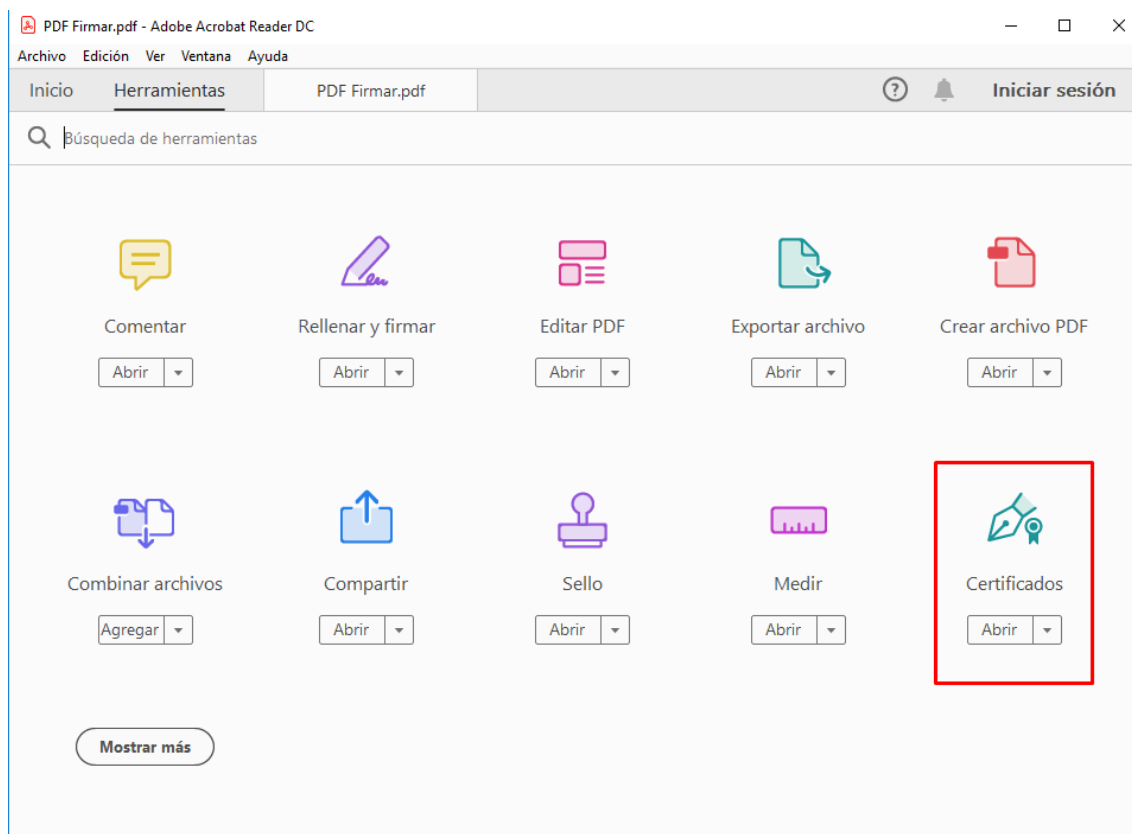 PDF Firmar.pdf - Adobe Acrobat Reader DC
Archivo Edición Ver Ventana Ayuda
Inicio Herramientas PDF Firmar.pdf ? Iniciar sesión
Búsqueda de herramientas
Comentar Rellenar y firmar Editar PDF Exportar archivo Crear archivo PDF
Abrir Abrir Abrir Abrir Abrir
Combinar archivos Compartir Sello Medir Certificados
Agregar Abrir Abrir Abrir Abrir
Mostrar más